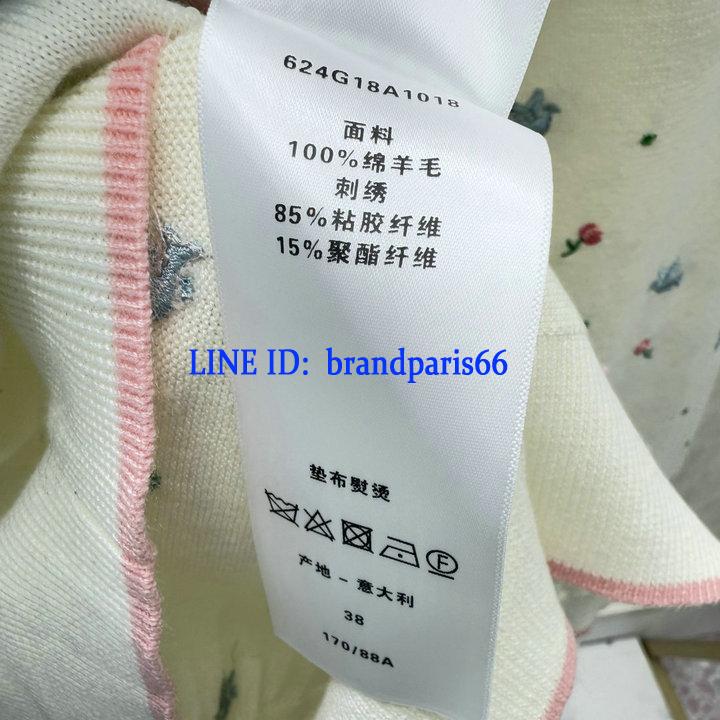 624G18A1018
面料
100%绵羊毛
刺绣
85%粘胶纤维
15%聚酯纤维
LINE ID: brandparis66
垫布熨烫
F
产地 - 意大利
38
170/88A